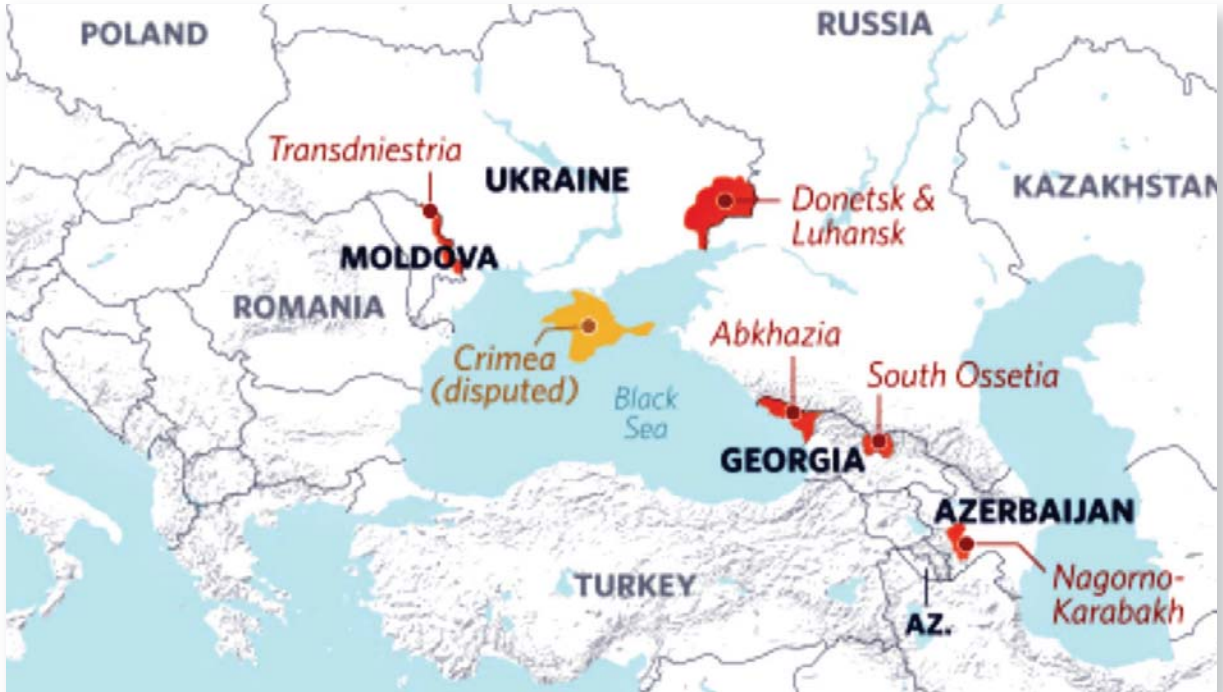 POLAND
RUSSIA
Transdniestria
UKRAINE
KAZAKHSTAN
Donetsk &
Luhansk
MOLDOVA
ROMANIA
Crimea
(disputed)
Abkhazia
South Ossetia
Black
Sea
GEORGIA
AZERBAIJAN
TURKEY
Nagorno-
Karabakh
AZ.